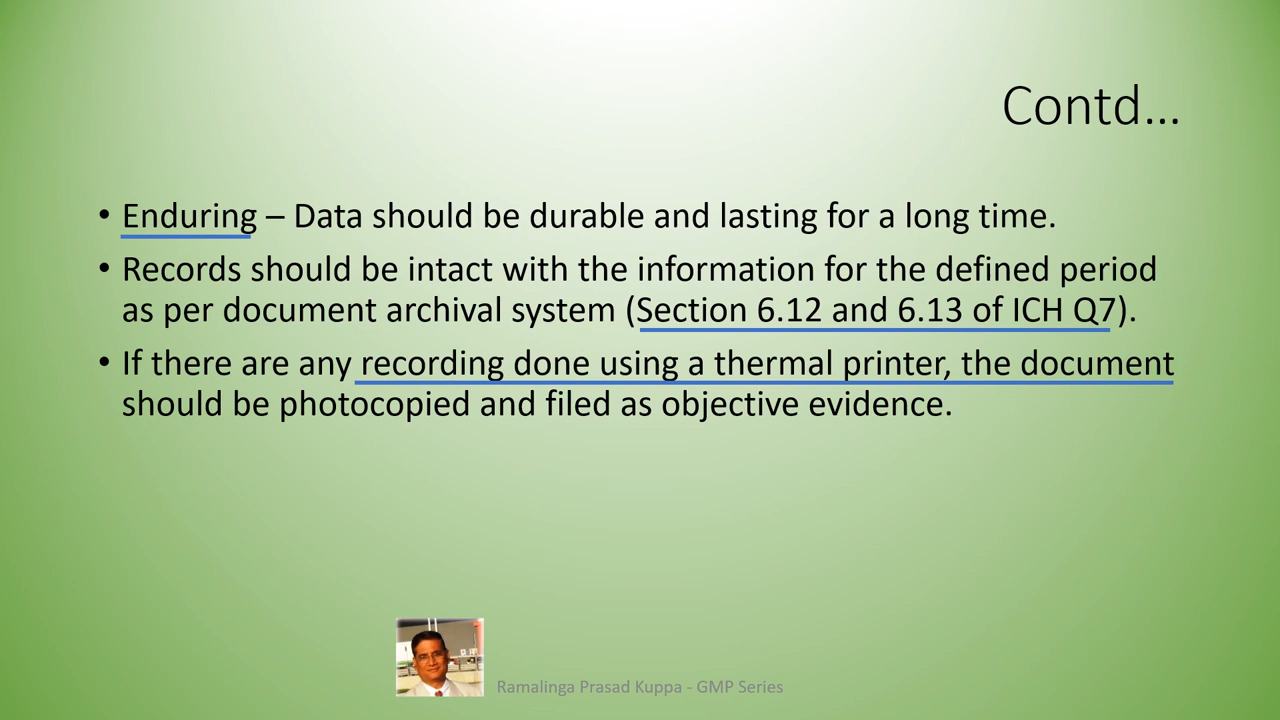 Contd...
• Enduring – Data should be durable and lasting for a long time.
• Records should be intact with the information for the defined period
as per document archival system (Section 6.12 and 6.13 of ICH Q7).
• If there are any recording done using a thermal printer, the document
should be photocopied and filed as objective evidence.
Ramalinga Prasad Kuppa - GMP Series